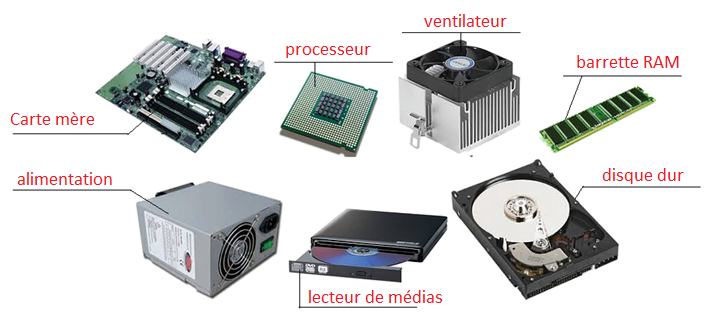 ventilateur
processeur
barrette RAM
Carte mère
alimentation
disque dur
lecteur de médias